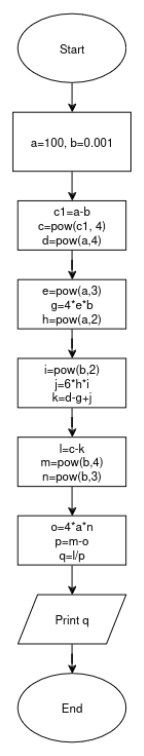 Start
a=100, b=0.001
c1=a-b
c=pow(c1, 4)
d=pow(a,4)
e=pow(a,3)
g=4*e*b
h=pow(a,2)
i=pow(b,2)
j=6*h*i
k=d-g+j
l=c-k
m=pow(b,4)
n=pow(b,3)
o=4*a*n
p=m-o
q=l/p
Print q
End